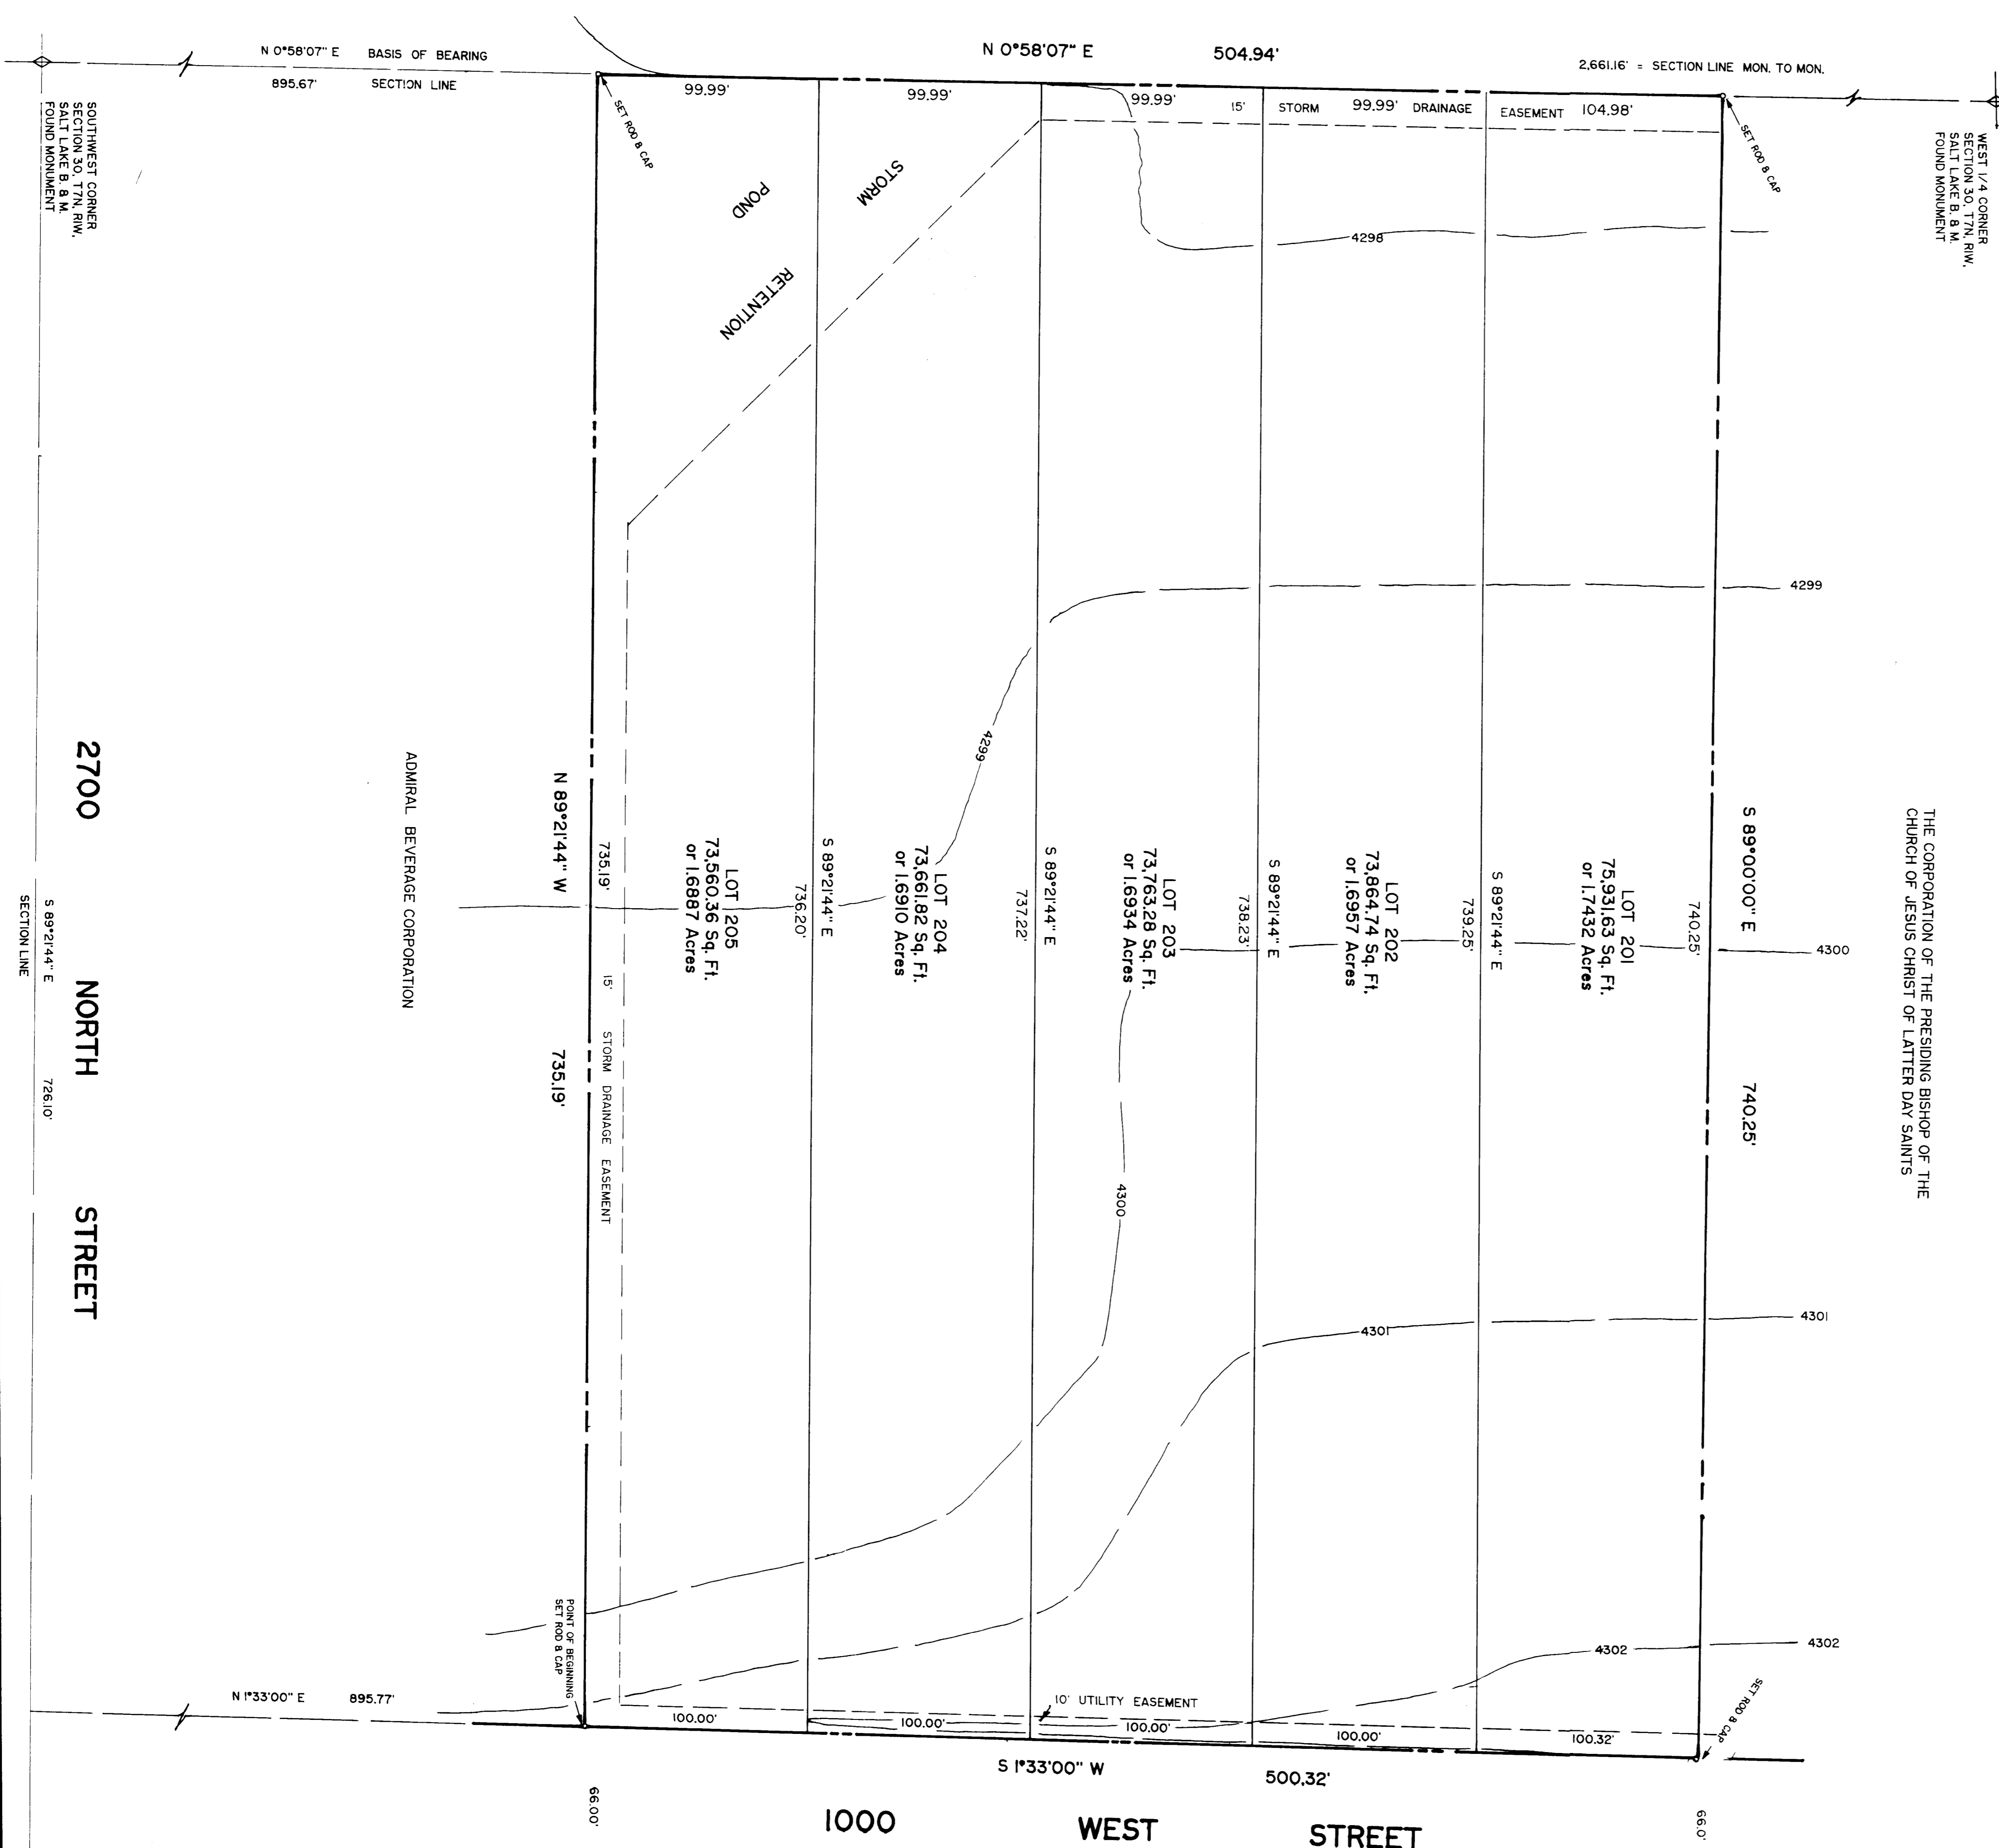 N 0°58'07" E BASIS OF BEARING
895.67' SECTION LINE
N 0°58'07" E 504.94'
2,661.16' = SECTION LINE MON. TO MON.
99.99'
99.99'
99.99'
15' STORM 99.99' DRAINAGE EASEMENT 104.98'
SET ROD & CAP
SET ROD & CAP
SOUTHWEST CORNER
SECTION 30, T7N, R1W,
SALT LAKE B. & M.
FOUND MONUMENT
WEST 1/4 CORNER
SECTION 30, T7N, R1W,
SALT LAKE B. & M.
FOUND MONUMENT
STORM
POND
RETENTION
4298
4299
4299
2700 NORTH STREET
S 89°21'44" E 726.10'
SECTION LINE
ADMIRAL BEVERAGE CORPORATION
N 89°21'44" W 735.19'
735.19'
15' STORM DRAINAGE EASEMENT
LOT 205
73,560.36 Sq. Ft.
or 1.6887 Acres
S 89°21'44" E
736.20'
LOT 204
73,661.82 Sq. Ft.
or 1.6910 Acres
S 89°21'44" E
737.22'
LOT 203
73,763.28 Sq. Ft.
or 1.6934 Acres
S 89°21'44" E
738.23'
LOT 202
73,864.74 Sq. Ft.
or 1.6957 Acres
S 89°21'44" E
739.25'
LOT 201
75,931.63 Sq. Ft.
or 1.7432 Acres
740.25'
S 89°00'00" E 740.25'
THE CORPORATION OF THE PRESIDING BISHOP OF THE
CHURCH OF JESUS CHRIST OF LATTER DAY SAINTS
4300
4300
4301
4301
4302
4302
POINT OF BEGINNING
SET ROD & CAP
SET ROD & CAP
N 1°33'00" E 895.77'
10' UTILITY EASEMENT
100.00'
100.00'
100.00'
100.00'
100.32'
S 1°33'00" W 500.32'
66.00'
66.0'
1000 WEST STREET